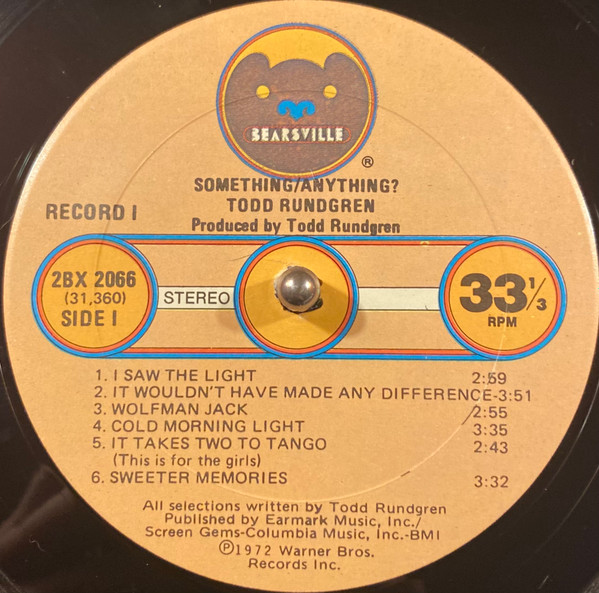 BEARSVILLE
®
SOMETHING/ANYTHING?
TODD RUNDGREN
Produced by Todd Rundgren
RECORD I
2BX 2066
(31,360)
SIDE I
STEREO
33 1/3
RPM
1. I SAW THE LIGHT 2:59
2. IT WOULDN'T HAVE MADE ANY DIFFERENCE-3:51
3. WOLFMAN JACK 2:55
4. COLD MORNING LIGHT 3:35
5. IT TAKES TWO TO TANGO 2:43
(This is for the girls)
6. SWEETER MEMORIES 3:32
All selections written by Todd Rundgren
Published by Earmark Music, Inc./
Screen Gems-Columbia Music, Inc.-BMI
Ⓟ1972 Warner Bros.
Records Inc.